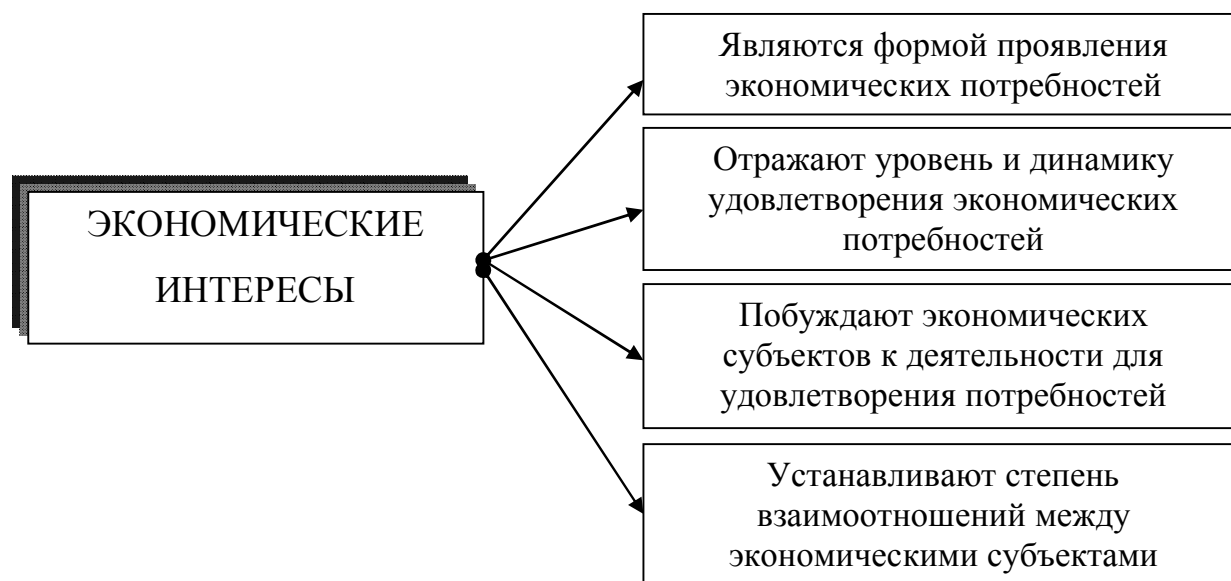 ЭКОНОМИЧЕСКИЕ
ИНТЕРЕСЫ
Являются формой проявления
экономических потребностей
Отражают уровень и динамику
удовлетворения экономических
потребностей
Побуждают экономических
субъектов к деятельности для
удовлетворения потребностей
Устанавливают степень
взаимоотношений между
экономическими субъектами